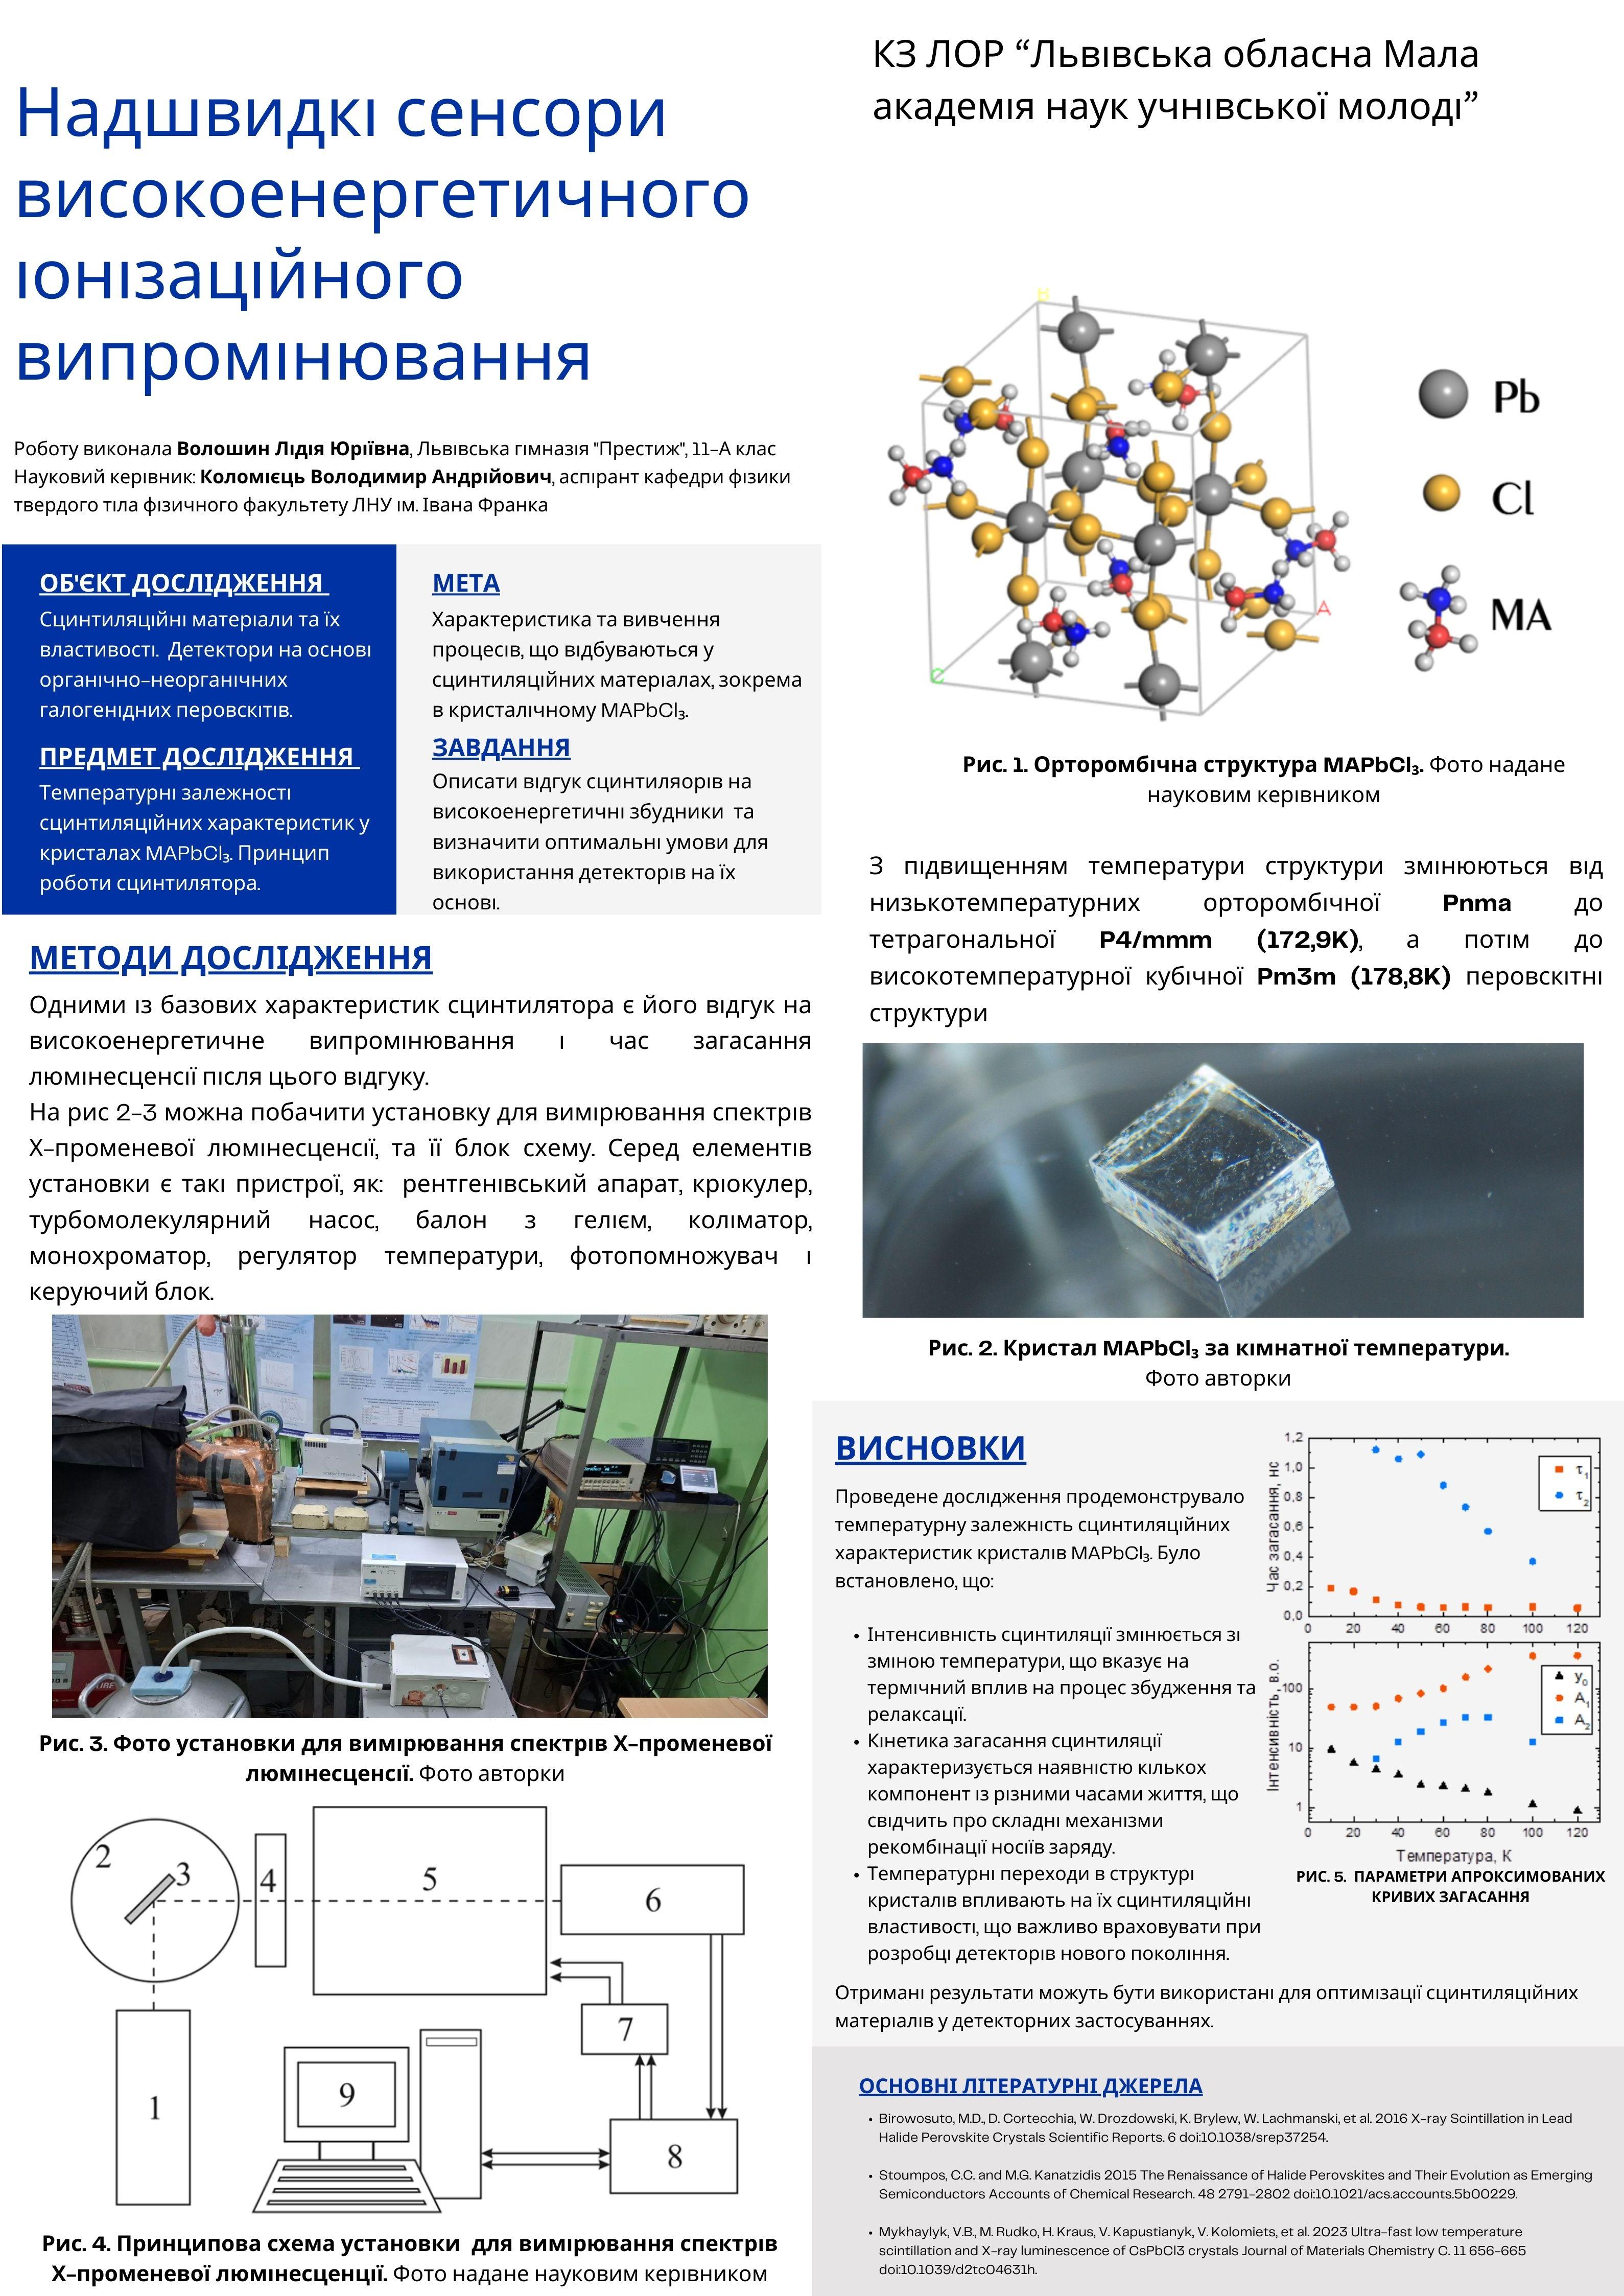 КЗ ЛОР “Львівська обласна Мала
академія наук учнівської молоді”
Надшвидкі сенсори
високоенергетичного
іонізаційного
випромінювання
Роботу виконала Волошин Лідія Юріївна, Львівська гімназія "Престиж", 11-А клас
Науковий керівник: Коломієць Володимир Андрійович, аспірант кафедри фізики
твердого тіла фізичного факультету ЛНУ ім. Івана Франка
ОБ'ЄКТ ДОСЛІДЖЕННЯ
Сцинтиляційні матеріали та їх
властивості. Детектори на основі
органічно-неорганічних
галогенідних перовскітів.
ПРЕДМЕТ ДОСЛІДЖЕННЯ
Температурні залежності
сцинтиляційних характеристик у
кристалах MAPbCl₃. Принцип
роботи сцинтилятора.
МЕТА
Характеристика та вивчення
процесів, що відбуваються у
сцинтиляційних матеріалах, зокрема
в кристалічному MAPbCl₃.
ЗАВДАННЯ
Описати відгук сцинтиляорів на
високоенергетичні збудники та
визначити оптимальні умови для
використання детекторів на їх
основі.
МЕТОДИ ДОСЛІДЖЕННЯ
Одними із базових характеристик сцинтилятора є його відгук на
високоенергетичне випромінювання і час загасання
люмінесценсії після цього відгуку.
На рис 2-3 можна побачити установку для вимірювання спектрів
Х-променевої люмінесценсії, та її блок схему. Серед елементів
установки є такі пристрої, як: рентгенівський апарат, кріокулер,
турбомолекулярний насос, балон з гелієм, коліматор,
монохроматор, регулятор температури, фотопомножувач і
керуючий блок.
Рис. 3. Фото установки для вимірювання спектрів Х-променевої
люмінесценсії. Фото авторки
2
3
4
5
6
7
1
9
8
Рис. 4. Принципова схема установки для вимірювання спектрів
Х-променевої люмінесценції. Фото надане науковим керівником
B
A
C
Pb
Cl
MA
Рис. 1. Орторомбічна структура MAPbCl₃. Фото надане
науковим керівником
З підвищенням температури структури змінюються від
низькотемпературних орторомбічної Pnma до
тетрагональної P4/mmm (172,9K), а потім до
високотемпературної кубічної Pm3m (178,8K) перовскітні
структури
Рис. 2. Кристал MAPbCl₃ за кімнатної температури.
Фото авторки
ВИСНОВКИ
Проведене дослідження продемонструвало
температурну залежність сцинтиляційних
характеристик кристалів MAPbCl₃. Було
встановлено, що:
• Інтенсивність сцинтиляції змінюється зі
зміною температури, що вказує на
термічний вплив на процес збудження та
релаксації.
• Кінетика загасання сцинтиляції
характеризується наявністю кількох
компонент із різними часами життя, що
свідчить про складні механізми
рекомбінації носіїв заряду.
• Температурні переходи в структурі
кристалів впливають на їх сцинтиляційні
властивості, що важливо враховувати при
розробці детекторів нового покоління.
Час загасання, нс
1,2
1,0
0,8
0,6
0,4
0,2
0,0
0 20 40 60 80 100 120
τ₁
τ₂
Інтенсивність, в.о.
100
10
1
y₀
A₁
A₂
0 20 40 60 80 100 120
Температура, К
РИС. 5. ПАРАМЕТРИ АПРОКСИМОВАНИХ
КРИВИХ ЗАГАСАННЯ
Отримані результати можуть бути використані для оптимізації сцинтиляційних
матеріалів у детекторних застосуваннях.
ОСНОВНІ ЛІТЕРАТУРНІ ДЖЕРЕЛА
• Birowosuto, M.D., D. Cortecchia, W. Drozdowski, K. Brylew, W. Lachmanski, et al. 2016 X-ray Scintillation in Lead
Halide Perovskite Crystals Scientific Reports. 6 doi:10.1038/srep37254.
• Stoumpos, C.C. and M.G. Kanatzidis 2015 The Renaissance of Halide Perovskites and Their Evolution as Emerging
Semiconductors Accounts of Chemical Research. 48 2791-2802 doi:10.1021/acs.accounts.5b00229.
• Mykhaylyk, V.B., M. Rudko, H. Kraus, V. Kapustianyk, V. Kolomiets, et al. 2023 Ultra-fast low temperature
scintillation and X-ray luminescence of CsPbCl3 crystals Journal of Materials Chemistry C. 11 656-665
doi:10.1039/d2tc04631h.